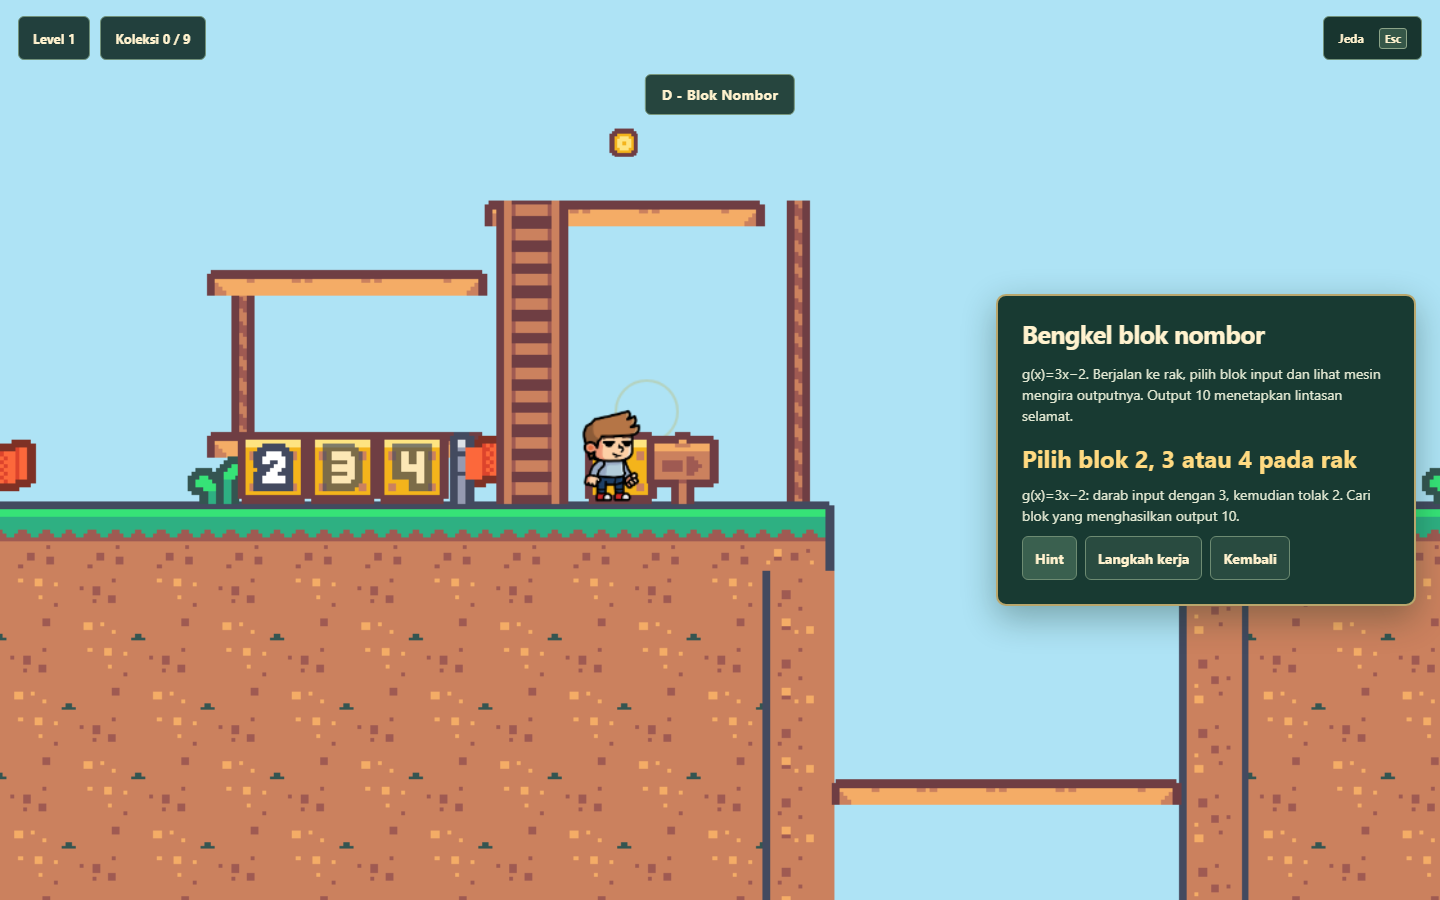 Level 1
Koleksi 0 / 9
Jeda Esc
D - Blok Nombor
2 3 4
Bengkel blok nombor
g(x)=3x−2. Berjalan ke rak, pilih blok input dan lihat mesin
mengira outputnya. Output 10 menetapkan lintasan
selamat.
Pilih blok 2, 3 atau 4 pada rak
g(x)=3x−2: darab input dengan 3, kemudian tolak 2. Cari
blok yang menghasilkan output 10.
Hint
Langkah kerja
Kembali